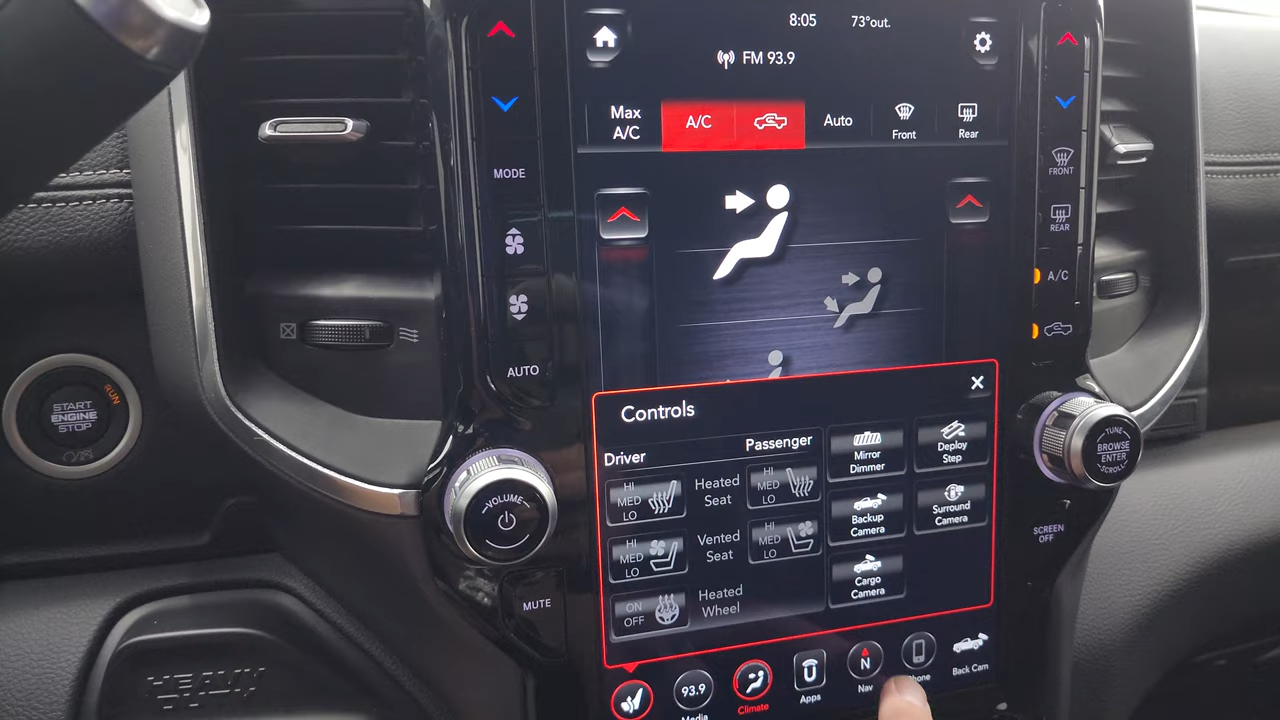 8:05
73°out.
FM 93.9
Max
A/C
A/C
Auto
Front
Rear
MODE
AUTO
FRONT
REAR
A/C
START
ENGINE
STOP
RUN
VOLUME
MUTE
TUNE
BROWSE
ENTER
SCROLL
SCREEN
OFF
Controls
Driver
Passenger
HI
MED
LO
Heated
Seat
HI
MED
LO
HI
MED
LO
Vented
Seat
HI
MED
LO
ON
OFF
Heated
Wheel
Mirror
Dimmer
Deploy
Step
Backup
Camera
Surround
Camera
Cargo
Camera
93.9
Media
Climate
Apps
N
Nav
Phone
Back Cam
HEAVY